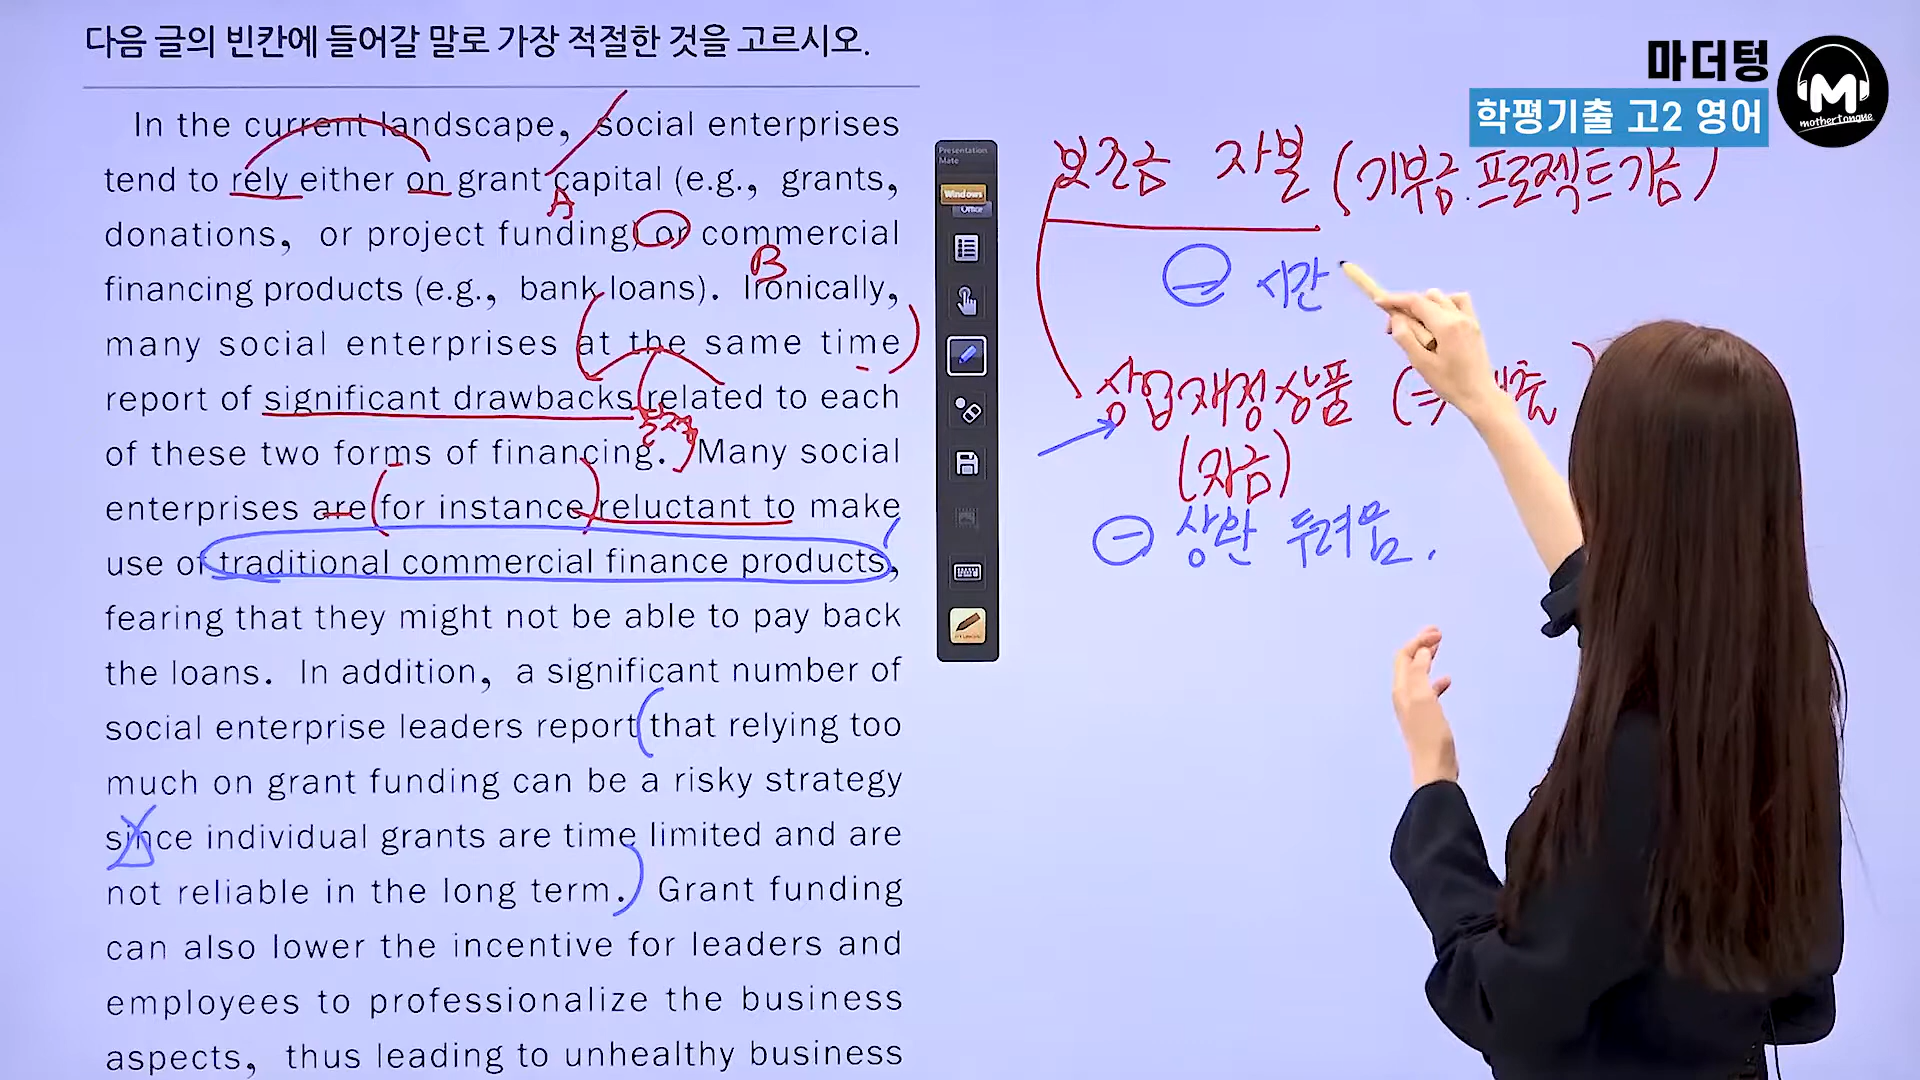 다음 글의 빈칸에 들어갈 말로 가장 적절한 것을 고르시오.
In the current landscape, social enterprises
tend to rely either on grant capital (e.g., grants,
A
donations, or project funding) or commercial
B
financing products (e.g., bank loans). Ironically,
many social enterprises at the same time
report of significant drawbacks related to each
of these two forms of financing. Many social
enterprises are for instance reluctant to make
use of traditional commercial finance products,
fearing that they might not be able to pay back
the loans. In addition, a significant number of
social enterprise leaders report that relying too
much on grant funding can be a risky strategy
since individual grants are time limited and are
not reliable in the long term. Grant funding
can also lower the incentive for leaders and
employees to professionalize the business
aspects, thus leading to unhealthy business
마더텅
학평기출 고2 영어
M
mothertongue
Presentation
Mate
Windows
Office
보조금 자본 (기부금. 프로젝트기금)
시간
상업재정상품
(자금)
상환 두려움.